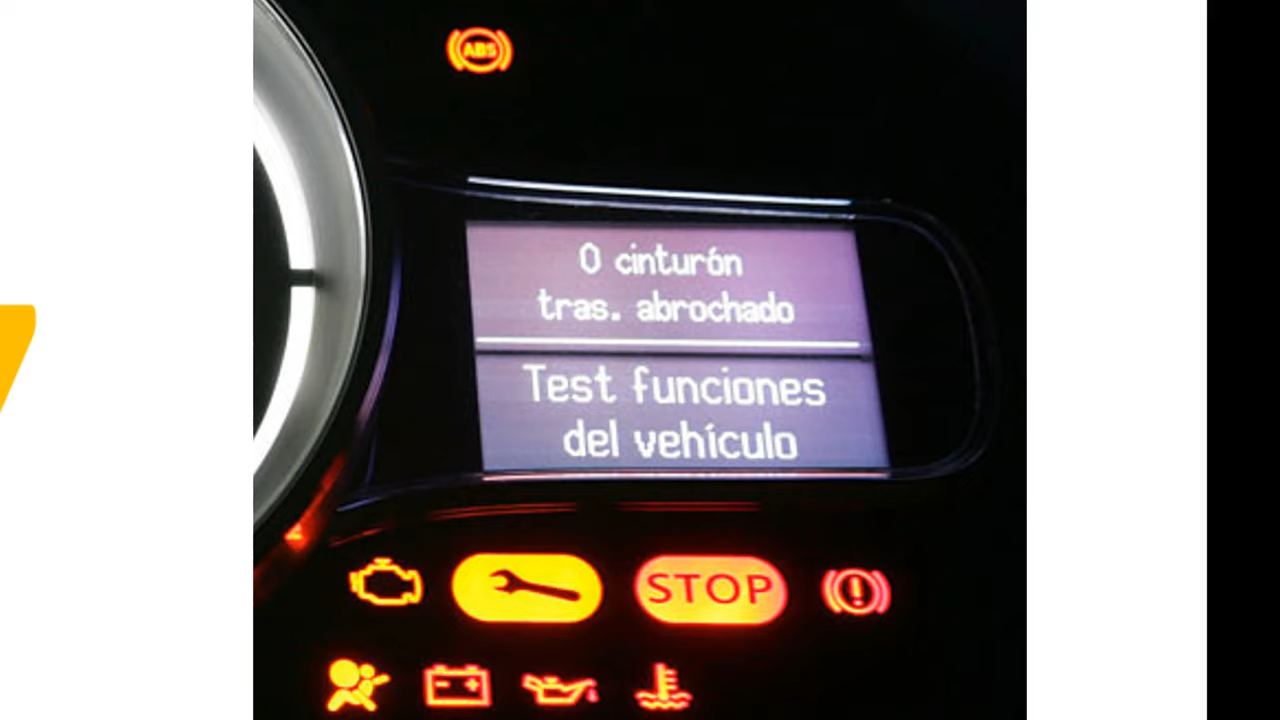 ABS
0 cinturón
tras. abrochado
Test funciones
del vehículo
STOP